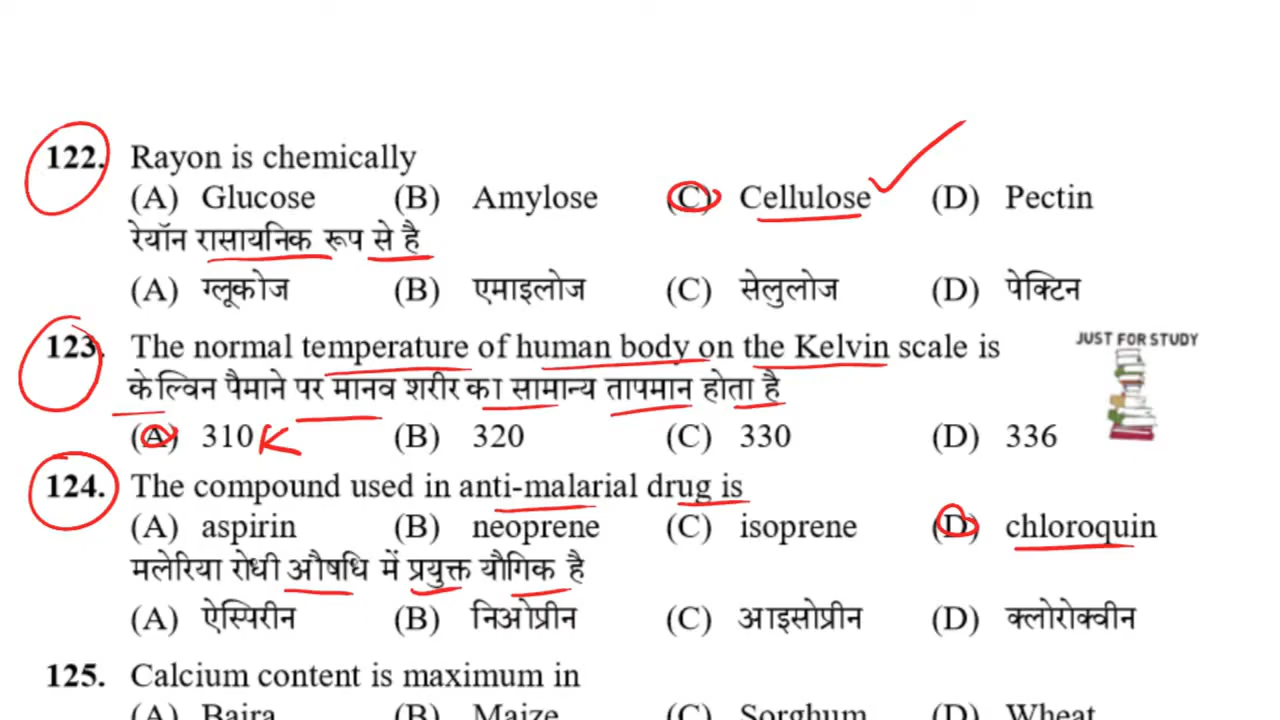 122. Rayon is chemically
(A) Glucose (B) Amylose (C) Cellulose (D) Pectin
रेयॉन रासायनिक रूप से है
(A) ग्लूकोज (B) एमाइलोज (C) सेलुलोज (D) पेक्टिन
123. The normal temperature of human body on the Kelvin scale is
JUST FOR STUDY
केल्विन पैमाने पर मानव शरीर का सामान्य तापमान होता है
(A) 310 K (B) 320 (C) 330 (D) 336
124. The compound used in anti-malarial drug is
(A) aspirin (B) neoprene (C) isoprene (D) chloroquin
मलेरिया रोधी औषधि में प्रयुक्त यौगिक है
(A) ऐस्पिरीन (B) निओप्रीन (C) आइसोप्रीन (D) क्लोरोक्वीन
125. Calcium content is maximum in
(A) Bajra (B) Maize (C) Sorghum (D) Wheat